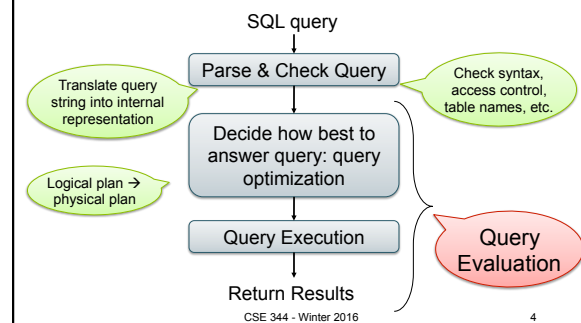 SQL query
Parse & Check Query
Translate query
string into internal
representation
Check syntax,
access control,
table names, etc.
Decide how best to
answer query: query
optimization
Logical plan →
physical plan
Query Execution
Query
Evaluation
Return Results
CSE 344 - Winter 2016
4